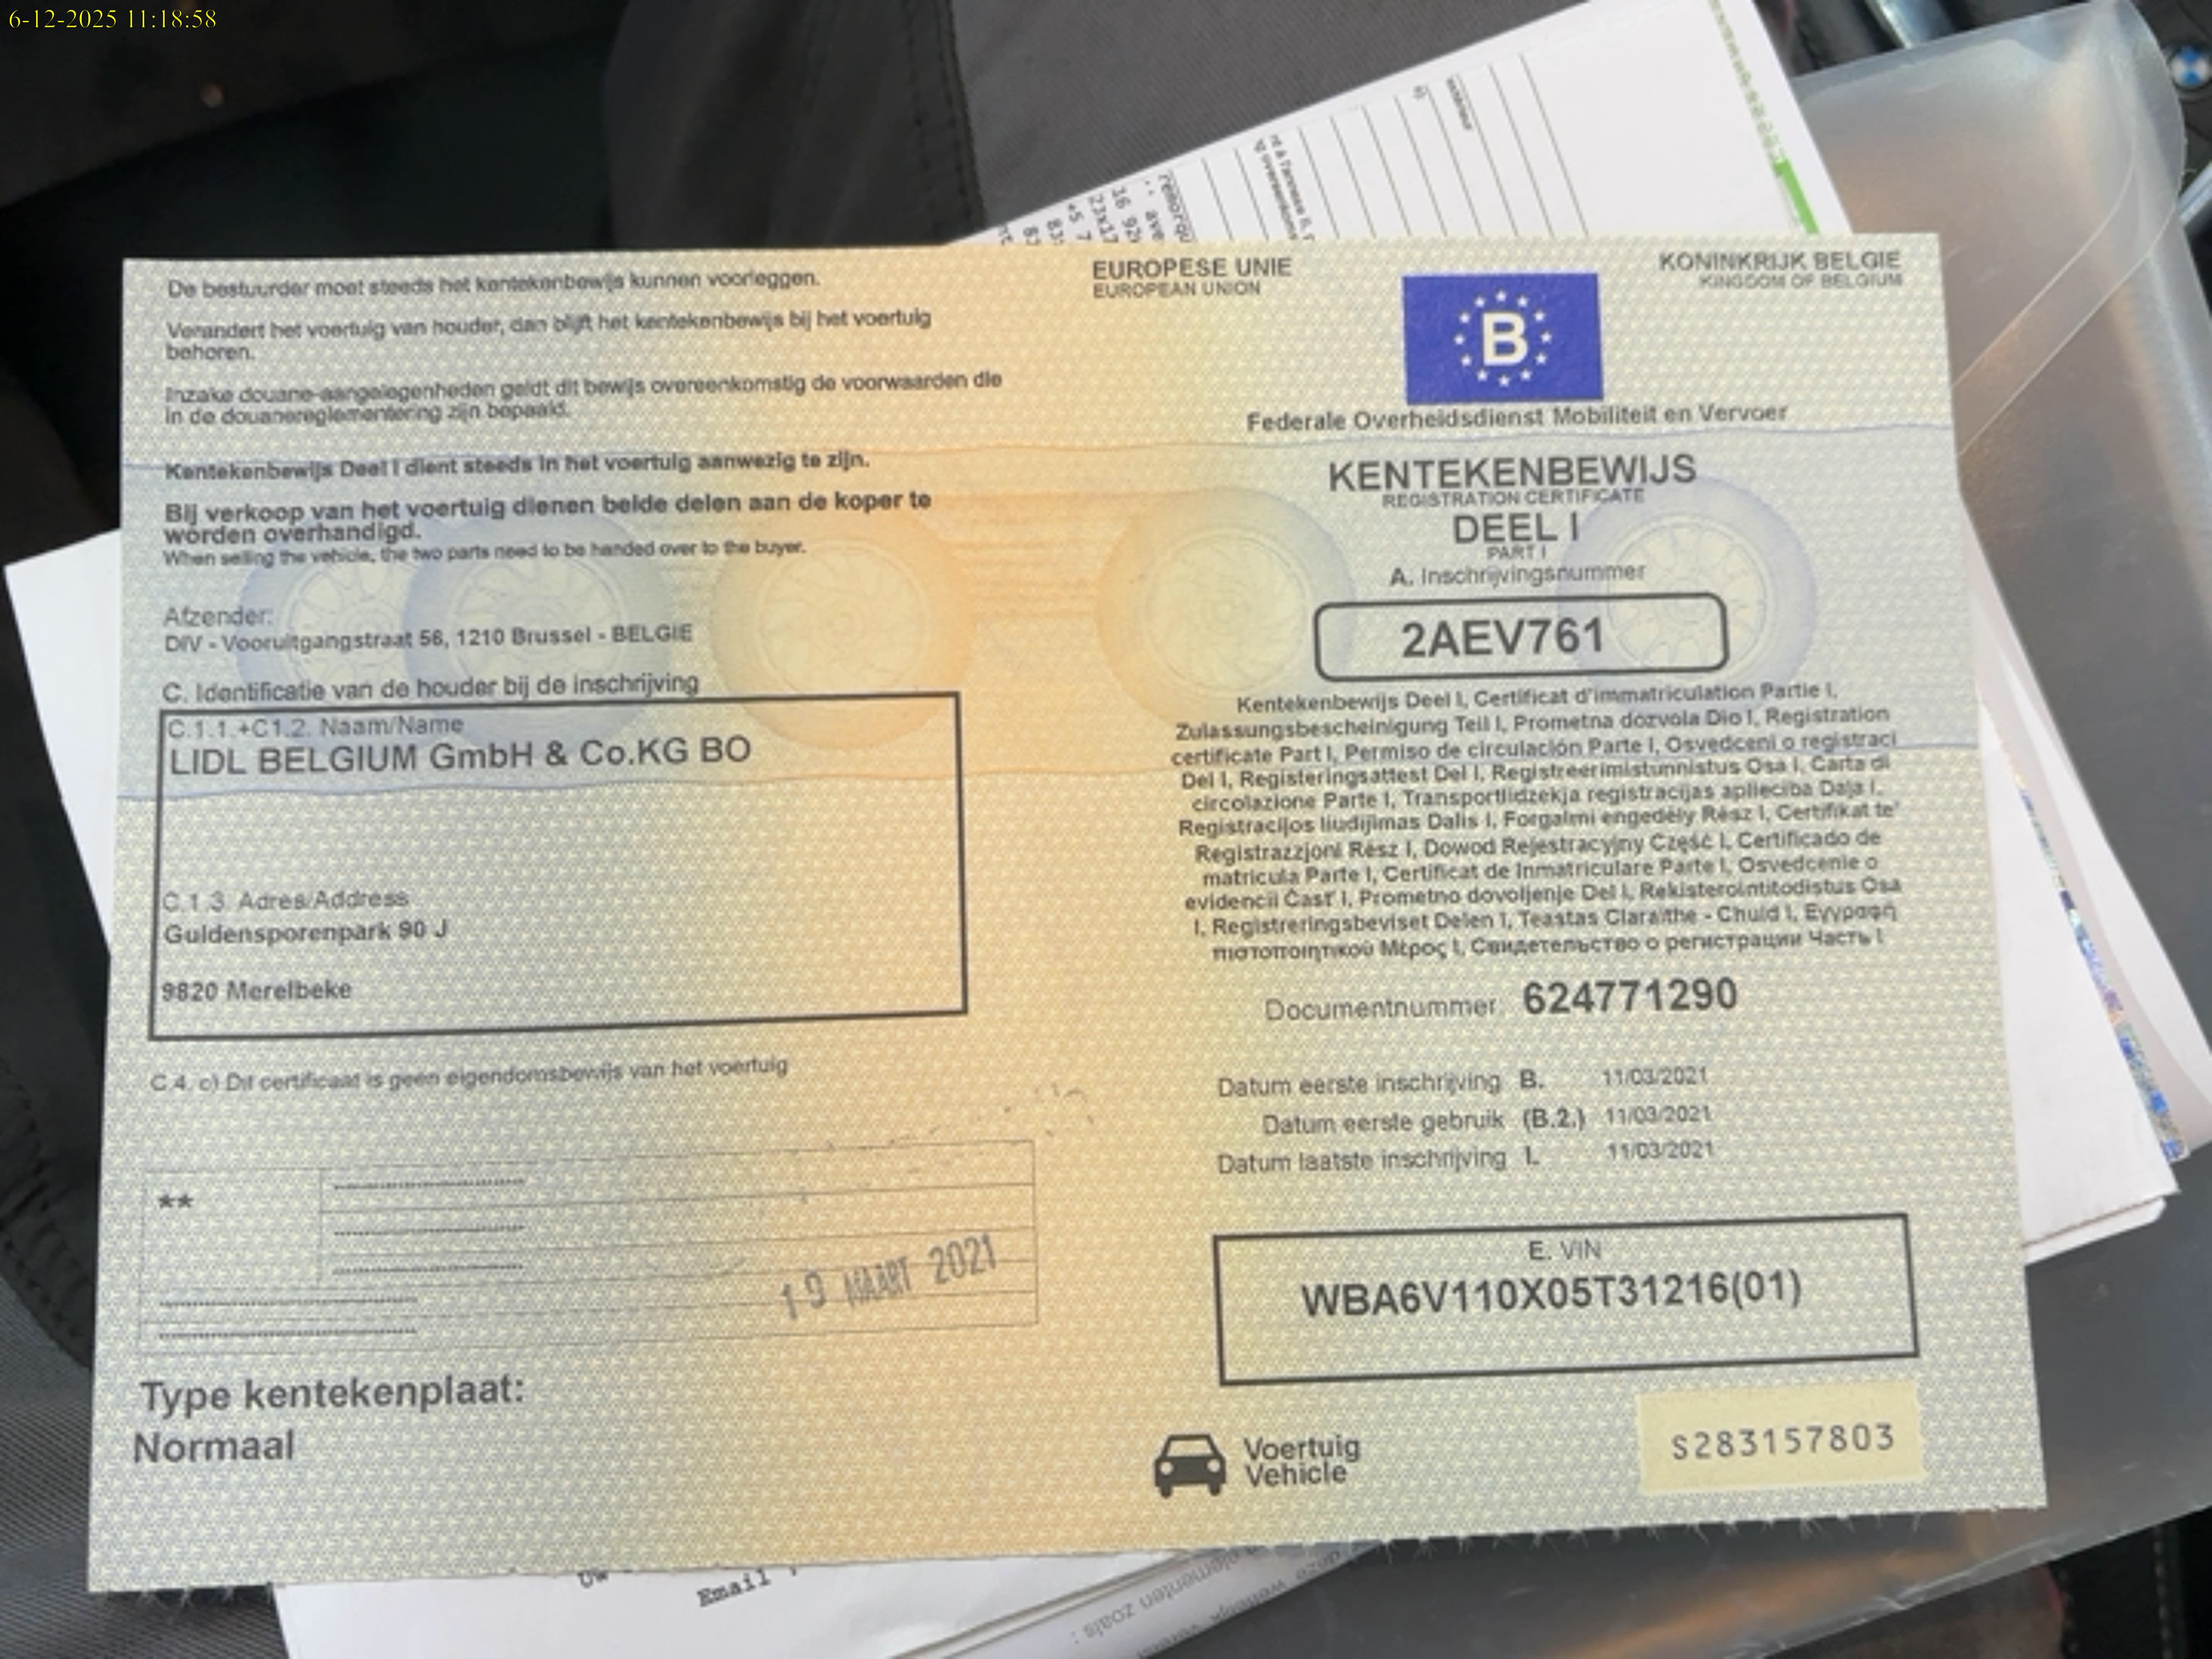 6-12-2025 11:18:58
De bestuurder moet steeds het kentekenbewijs kunnen voorleggen.
Verandert het voertuig van houder, dan blijft het kentekenbewijs bij het voertuig
behoren.
Inzake douane-aangelegenheden geldt dit bewijs overeenkomstig de voorwaarden die
in de douanereglementering zijn bepaald.
Kentekenbewijs Deel I dient steeds in het voertuig aanwezig te zijn.
Bij verkoop van het voertuig dienen beide delen aan de koper te
worden overhandigd.
When selling the vehicle, the two parts need to be handed over to the buyer.
Afzender:
DIV - Vooruitgangstraat 56, 1210 Brussel - BELGIE
C. Identificatie van de houder bij de inschrijving
C.1.1.+C1.2. Naam/Name
LIDL BELGIUM GmbH & Co.KG BO
C.1.3. Adres/Address
Guldensporenpark 90 J
9820 Merelbeke
C.4. c) Dit certificaat is geen eigendomsbewijs van het voertuig
**
19 MAART 2021
Type kentekenplaat:
Normaal
EUROPESE UNIE
EUROPEAN UNION
B
KONINKRIJK BELGIE
KINGDOM OF BELGIUM
Federale Overheidsdienst Mobiliteit en Vervoer
KENTEKENBEWIJS
REGISTRATION CERTIFICATE
DEEL I
PART I
A. Inschrijvingsnummer
2AEV761
Kentekenbewijs Deel I, Certificat d'immatriculation Partie I,
Zulassungsbescheinigung Teil I, Prometna dozvola Dio I, Registration
certificate Part I, Permiso de circulación Parte I, Osvedceni o registraci
Del I, Registeringsattest Del I, Registreerimistunnistus Osa I, Carta di
circolazione Parte I, Transportlidzekja registracijas aplieciba Daja I,
Registracijos liudijimas Dalis I, Forgalmi engedély Rész I, Certifikat te'
Registrazzjoni Rész I, Dowod Rejestracyjny Część I, Certificado de
matricula Parte I, Certificat de Inmatriculare Parte I, Osvedcenie o
evidencii Čast' I, Prometno dovoljenje Del I, Rekisterointitodistus Osa
I, Registreringsbeviset Delen I, Teastas Claraithe - Chuid I, Εγγραφή
πιστοποιητικού Μέρος I, Свидетельство о регистрации Часть I
Documentnummer 624771290
Datum eerste inschrijving B. 11/03/2021
Datum eerste gebruik (B.2.) 11/03/2021
Datum laatste inschrijving I. 11/03/2021
E. VIN
WBA6V110X05T31216(01)
Voertuig
Vehicle
S283157803
Email
elementen zoals :